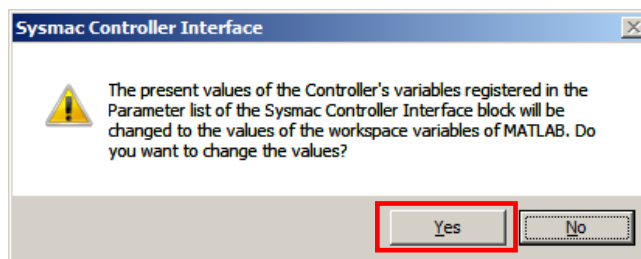 Sysmac Controller Interface
The present values of the Controller's variables registered in the
Parameter list of the Sysmac Controller Interface block will be
changed to the values of the workspace variables of MATLAB. Do
you want to change the values?
Yes
No